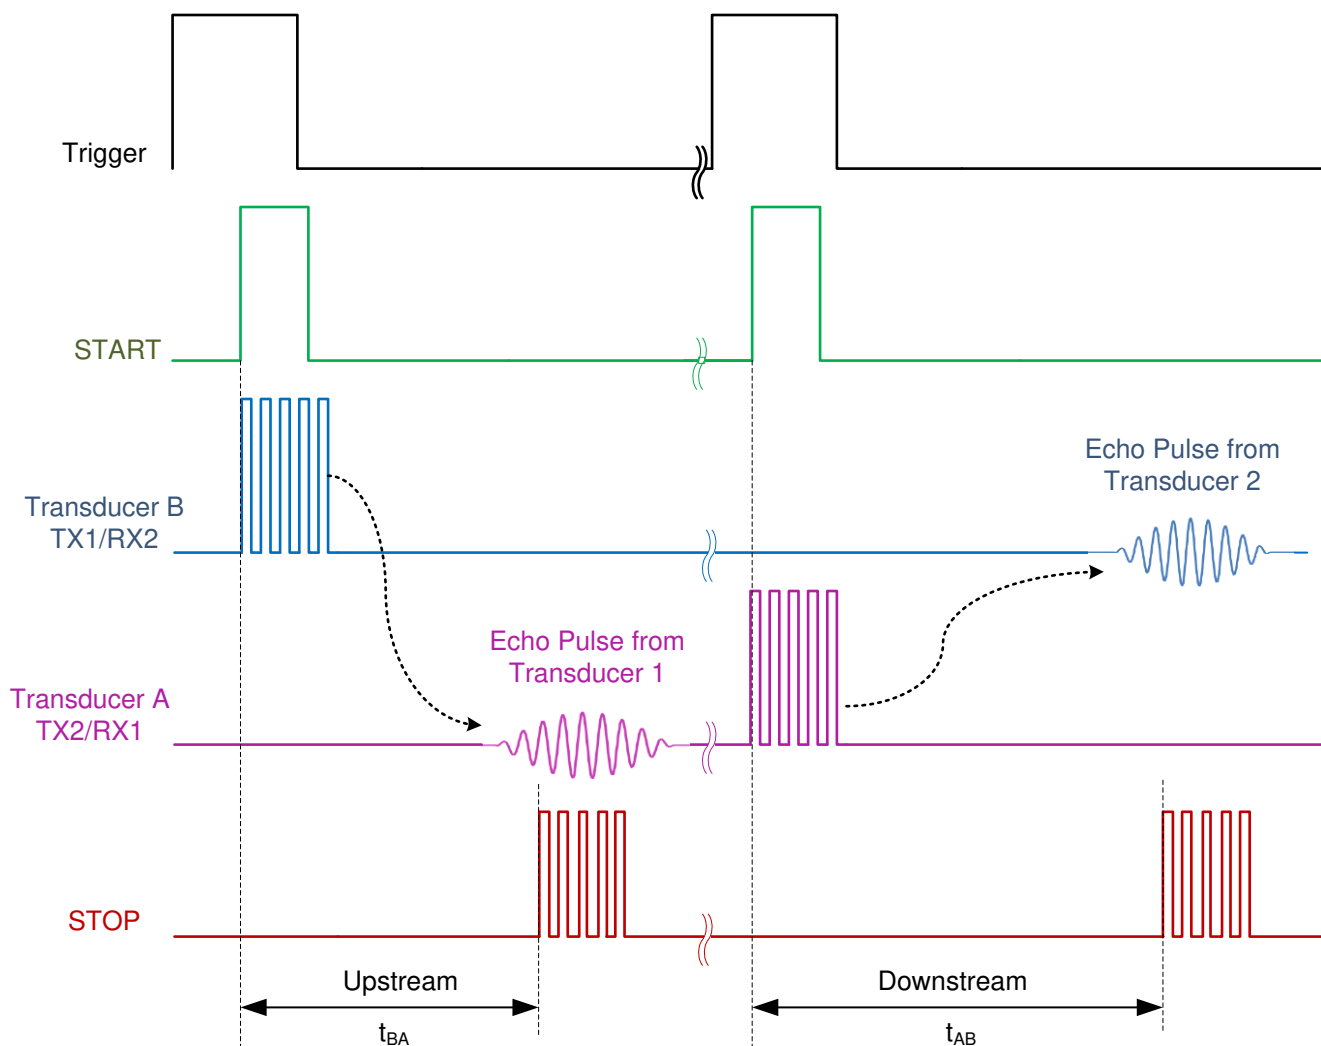 Trigger
START
Transducer B
TX1/RX2
Echo Pulse from
Transducer 2
Echo Pulse from
Transducer 1
Transducer A
TX2/RX1
STOP
Upstream
tBA
Downstream
tAB